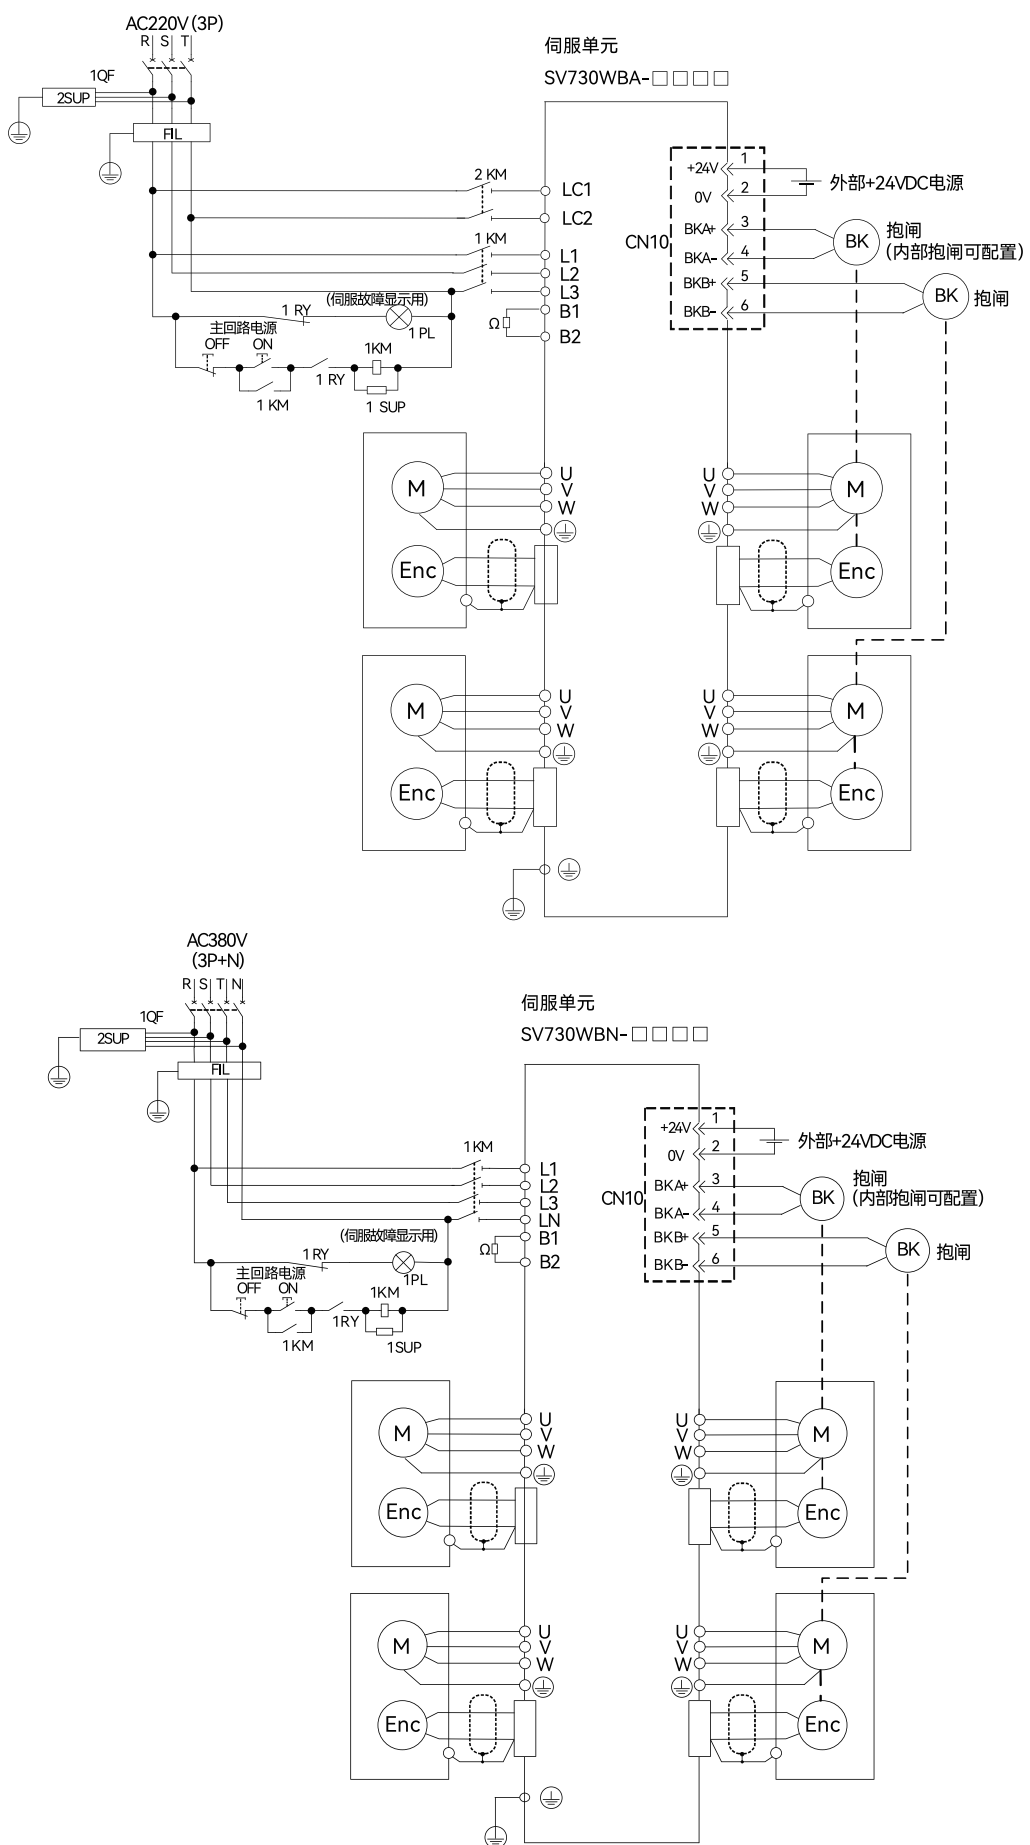 AC220V (3P)
R S T
1QF
2SUP
FIL
伺服单元
SV730WBA-□□□□
2 KM
LC1
LC2
1 KM
L1
L2
L3
(伺服故障显示用)
1 RY
1 PL
B1
Ω
B2
主回路电源
OFF ON
1KM
1 RY
1 KM
1 SUP
CN10
+24V 1
0V 2
外部+24VDC电源
BKA+ 3
BKA- 4
BK
抱闸
(内部抱闸可配置)
BKB+ 5
BKB- 6
BK
抱闸
M
U
V
W
Enc
U
V
W
M
Enc
M
U
V
W
Enc
U
V
W
M
Enc
AC380V
(3P+N)
R S T N
1QF
2SUP
FIL
伺服单元
SV730WBN-□□□□
1 KM
L1
L2
L3
LN
(伺服故障显示用)
1 RY
1PL
B1
Ω
B2
主回路电源
OFF ON
1KM
1RY
1KM
1SUP
CN10
+24V 1
0V 2
外部+24VDC电源
BKA+ 3
BKA- 4
BK
抱闸
(内部抱闸可配置)
BKB+ 5
BKB- 6
BK
抱闸
M
U
V
W
Enc
U
V
W
M
Enc
M
U
V
W
Enc
U
V
W
M
Enc